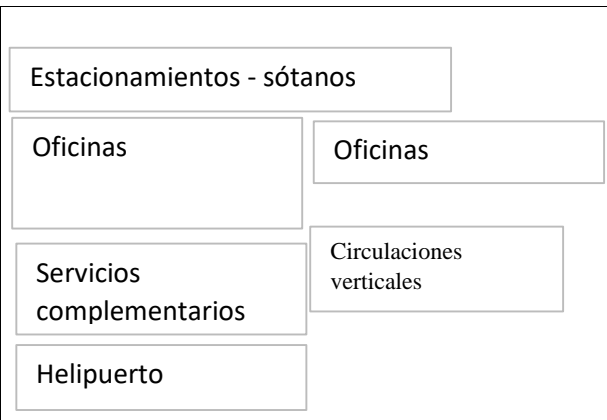 Estacionamientos - sótanos
Oficinas
Oficinas
Servicios
complementarios
Circulaciones
verticales
Helipuerto